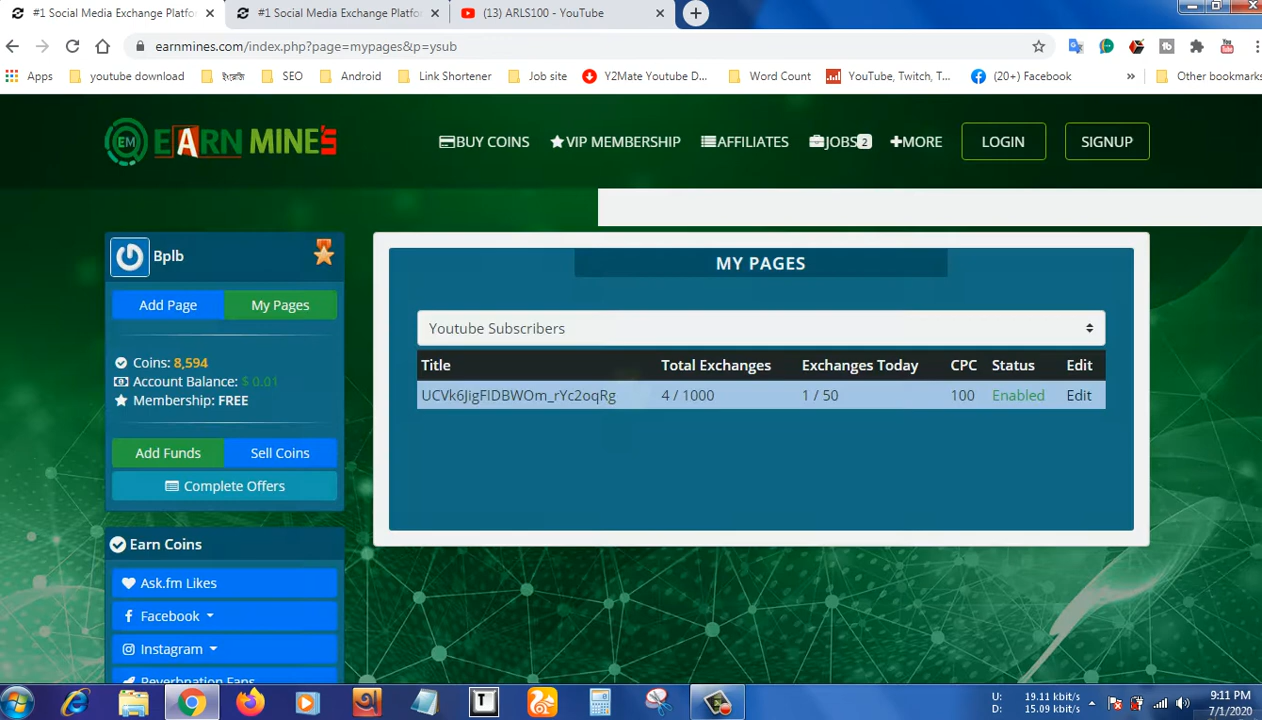 #1 Social Media Exchange Platfo
#1 Social Media Exchange Platfo
(13) ARLS100 - YouTube
earnmines.com/index.php?page=mypages&p=ysub
Apps
youtube download
ইংরেজি
SEO
Android
Link Shortener
Job site
Y2Mate Youtube D...
Word Count
YouTube, Twitch, T...
(20+) Facebook
»
Other bookmarks
EM EARN MINE'S
BUY COINS
VIP MEMBERSHIP
AFFILIATES
JOBS 2
MORE
LOGIN
SIGNUP
Bplb
Add Page
My Pages
Coins: 8,594
Account Balance: $ 0.01
Membership: FREE
Add Funds
Sell Coins
Complete Offers
Earn Coins
Ask.fm Likes
Facebook
Instagram
Reverbnation Fans
MY PAGES
Youtube Subscribers
Title Total Exchanges Exchanges Today CPC Status Edit
UCVk6JigFIDBWOm_rYc2oqRg 4 / 1000 1 / 50 100 Enabled Edit
U: 19.11 kbit/s
D: 15.09 kbit/s
9:11 PM
7/1/2020